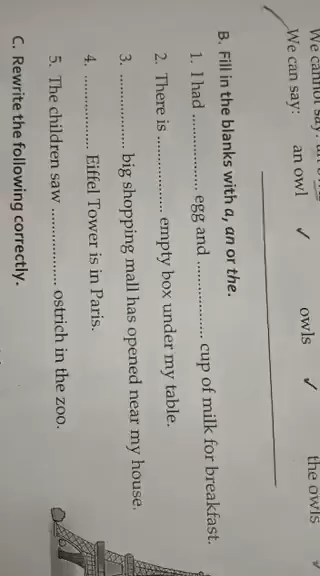 We cannot say:
We can say: an owl ✓ owls ✓ the owls ✓
B. Fill in the blanks with a, an or the.
1. I had .................. egg and .................. cup of milk for breakfast.
2. There is .................. empty box under my table.
3. .................. big shopping mall has opened near my house.
4. .................. Eiffel Tower is in Paris.
5. The children saw .................. ostrich in the zoo.
C. Rewrite the following correctly.